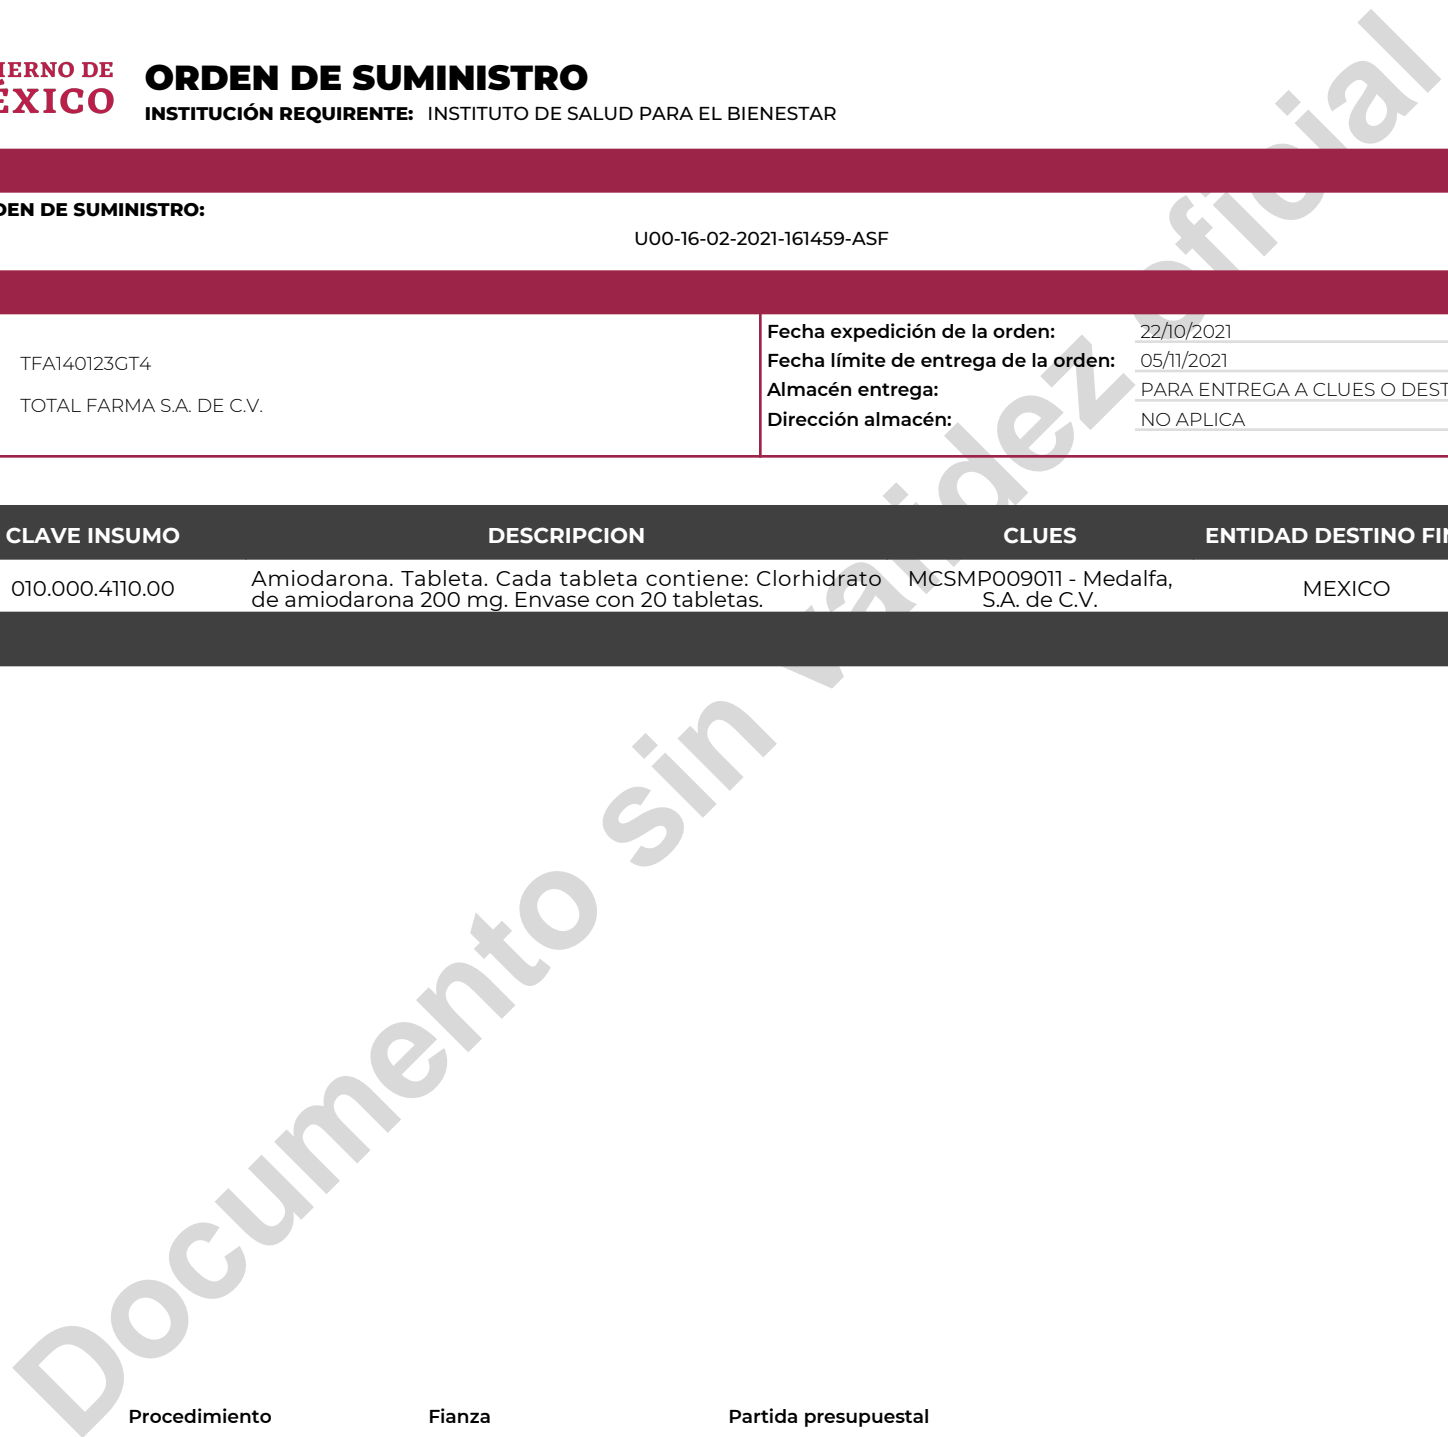 IERNO DE
ÉXICO
ORDEN DE SUMINISTRO
INSTITUCIÓN REQUIRENTE: INSTITUTO DE SALUD PARA EL BIENESTAR
DEN DE SUMINISTRO:
U00-16-02-2021-161459-ASF
TFA140123GT4
TOTAL FARMA S.A. DE C.V.
Fecha expedición de la orden: 22/10/2021
Fecha límite de entrega de la orden: 05/11/2021
Almacén entrega: PARA ENTREGA A CLUES O DEST
Dirección almacén: NO APLICA
CLAVE INSUMO DESCRIPCION CLUES ENTIDAD DESTINO FIN
010.000.4110.00 Amiodarona. Tableta. Cada tableta contiene: Clorhidrato MCSMP009011 - Medalfa, MEXICO
de amiodarona 200 mg. Envase con 20 tabletas. S.A. de C.V.
Documento sin validez oficial
Procedimiento Fianza Partida presupuestal